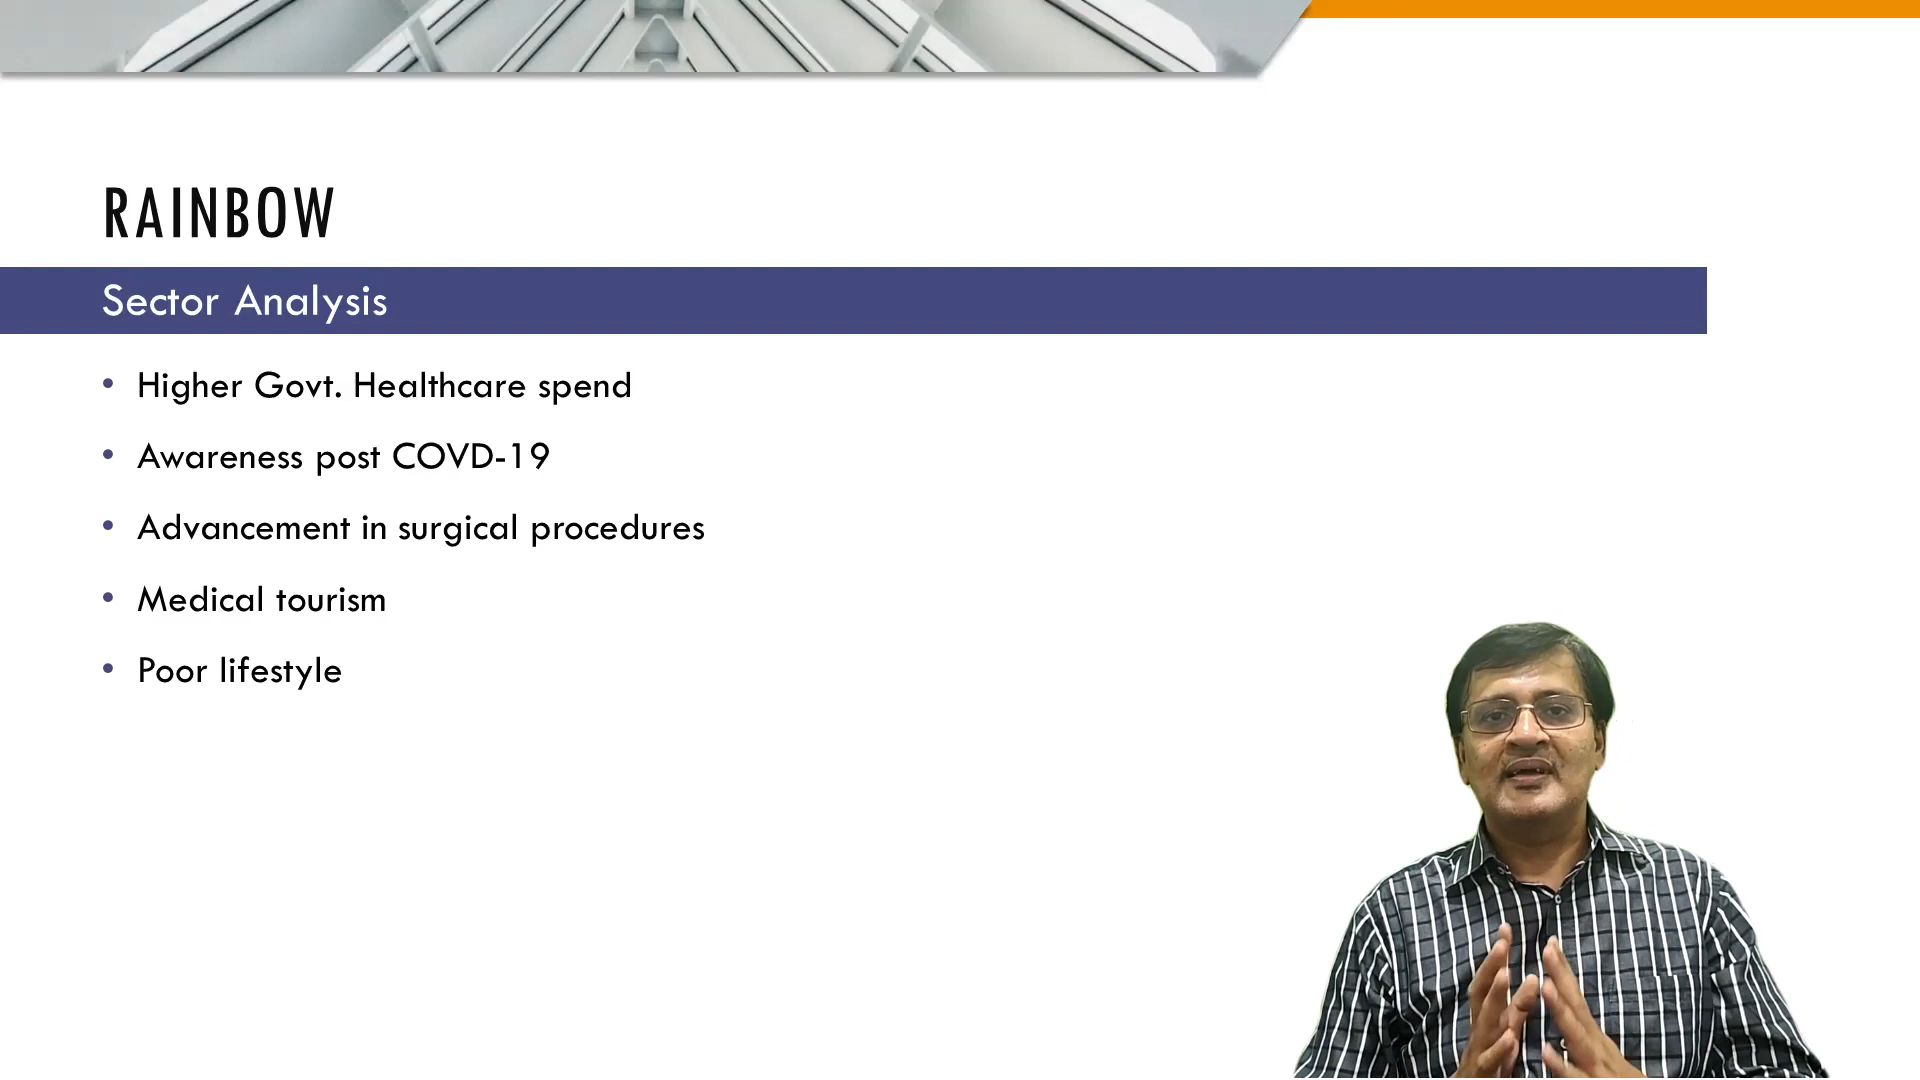 RAINBOW
Sector Analysis
• Higher Govt. Healthcare spend
• Awareness post COVD-19
• Advancement in surgical procedures
• Medical tourism
• Poor lifestyle